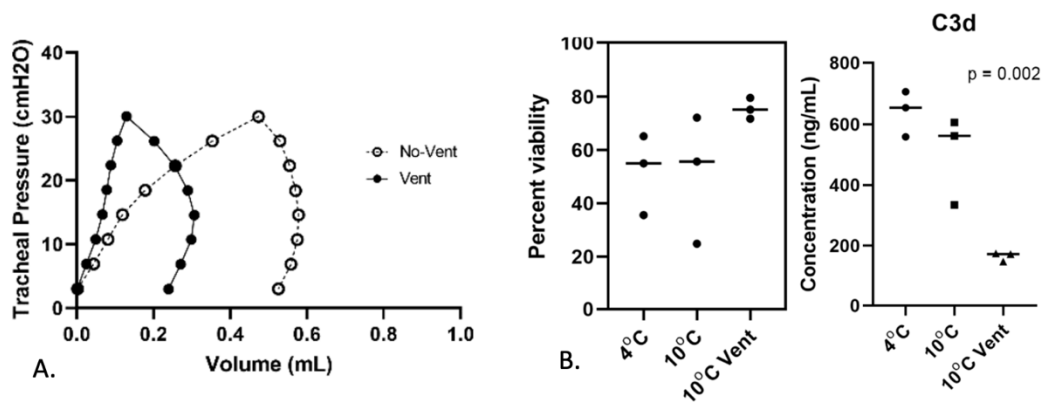 A.
Tracheal Pressure (cmH2O)
40
30
20
10
0
0.0 0.2 0.4 0.6 0.8 1.0
Volume (mL)
No-Vent
Vent
B.
Percent viability
100
80
60
40
20
0
4°C 10°C 10°C Vent
C3d
p = 0.002
Concentration (ng/mL)
800
600
400
200
0
4°C 10°C 10°C Vent